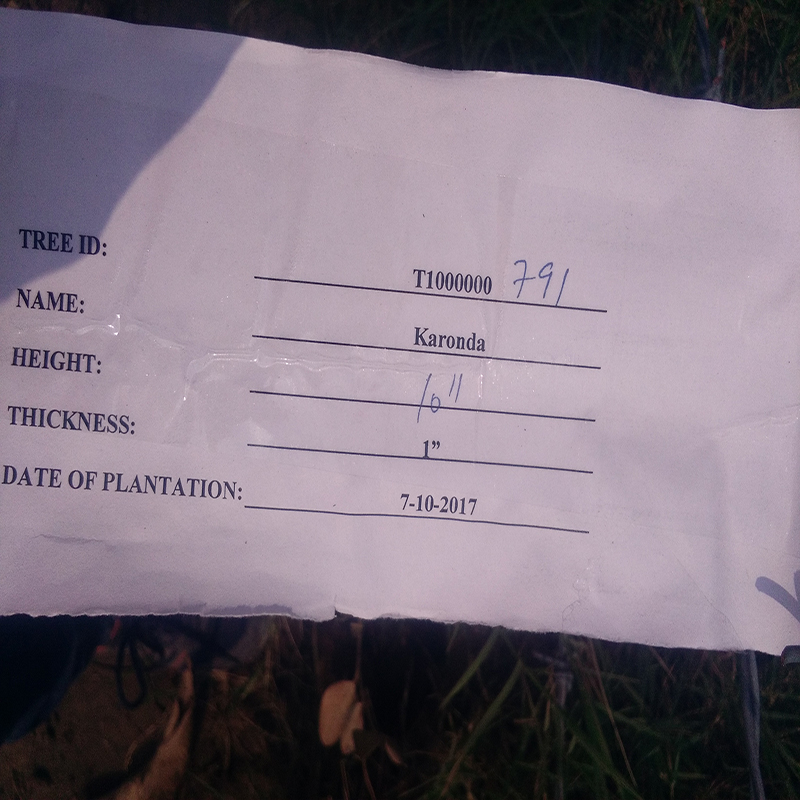 TREE ID: T1000000 791
NAME: Karonda
HEIGHT: 10"
THICKNESS: 1”
DATE OF PLANTATION: 7-10-2017